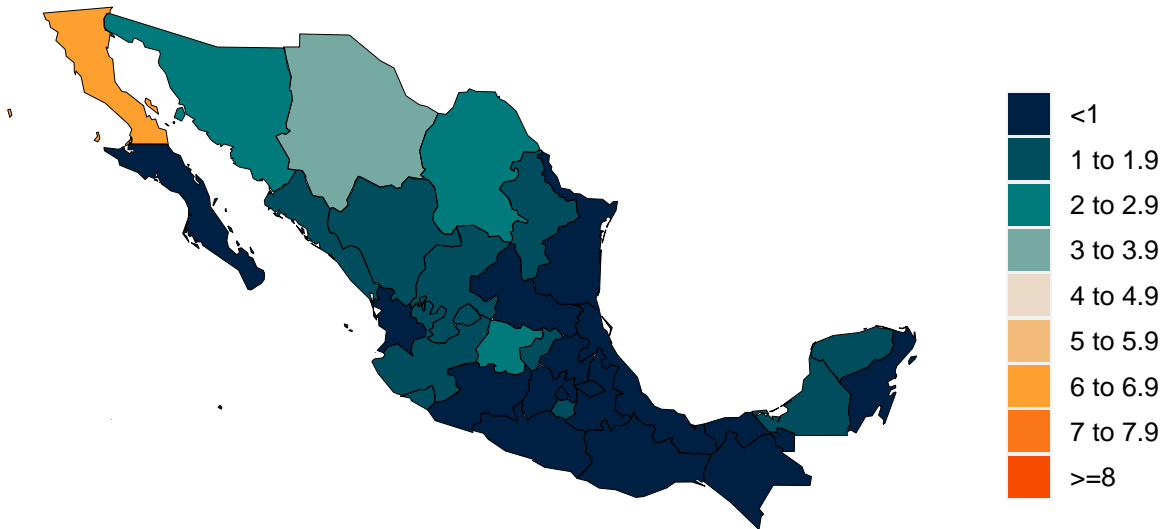 <1
1 to 1.9
2 to 2.9
3 to 3.9
4 to 4.9
5 to 5.9
6 to 6.9
7 to 7.9
>=8